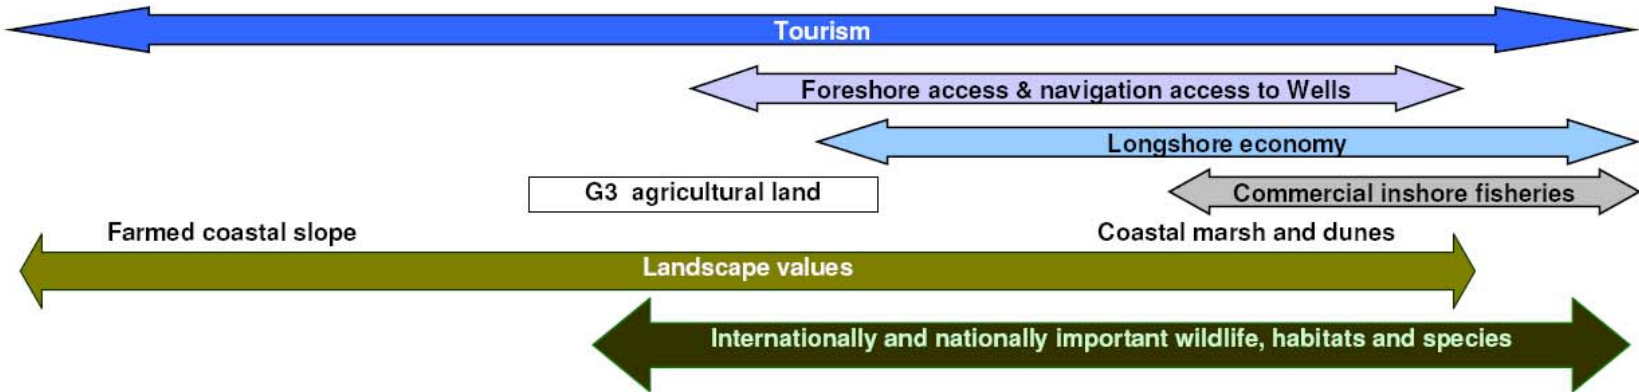 Tourism
Foreshore access & navigation access to Wells
Longshore economy
G3 agricultural land
Commercial inshore fisheries
Farmed coastal slope
Coastal marsh and dunes
Landscape values
Internationally and nationally important wildlife, habitats and species